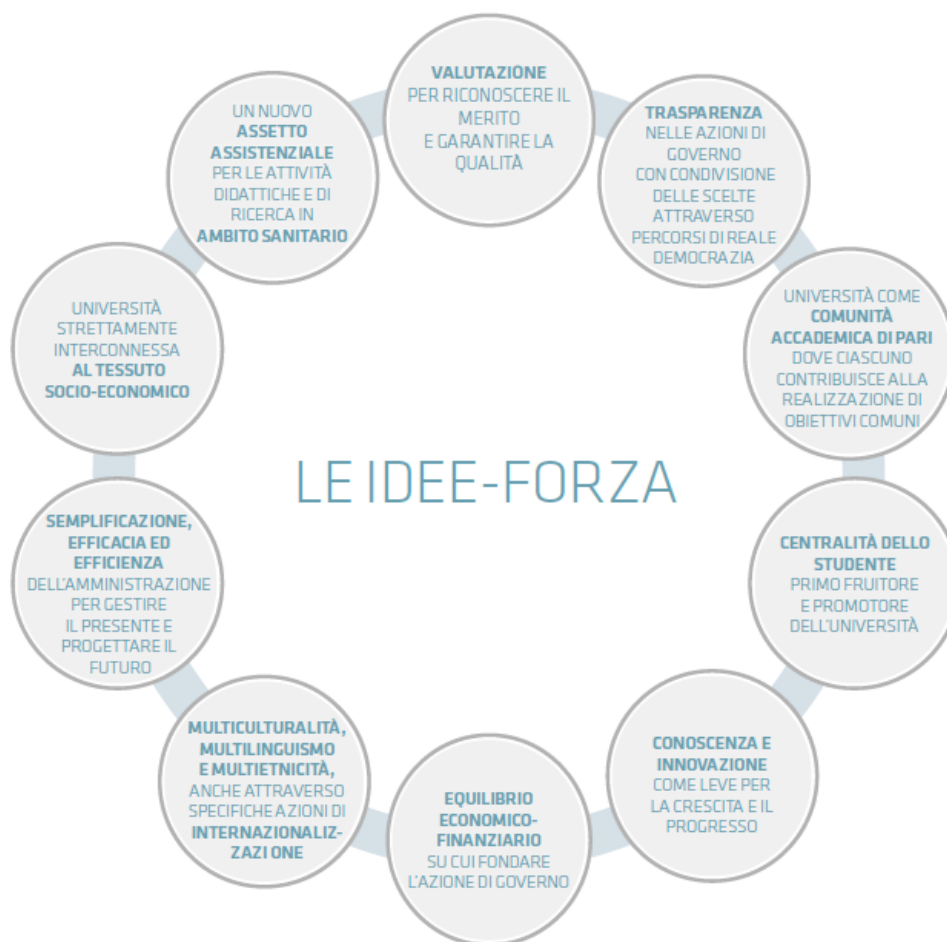 VALUTAZIONE
PER RICONOSCERE IL
MERITO
E GARANTIRE LA
QUALITÀ
TRASPARENZA
NELLE AZIONI DI
GOVERNO
CON CONDIVISIONE
DELLE SCELTE
ATTRAVERSO
PERCORSI DI REALE
DEMOCRAZIA
UNIVERSITÀ COME
COMUNITÀ
ACCADEMICA DI PARI
DOVE CIASCUNO
CONTRIBUISCE ALLA
REALIZZAZIONE DI
OBIETTIVI COMUNI
CENTRALITÀ DELLO
STUDENTE
PRIMO FRUITORE
E PROMOTORE
DELL'UNIVERSITÀ
CONOSCENZA E
INNOVAZIONE
COME LEVE PER
LA CRESCITA E IL
PROGRESSO
EQUILIBRIO
ECONOMICO-
FINANZIARIO
SU CUI FONDARE
L'AZIONE DI GOVERNO
MULTICULTURALITÀ,
MULTILINGUISMO
E MULTIETNICITÀ,
ANCHE ATTRAVERSO
SPECIFICHE AZIONI DI
INTERNAZIONALIZ-
ZAZI ONE
SEMPLIFICAZIONE,
EFFICACIA ED
EFFICIENZA
DELL'AMMINISTRAZIONE
PER GESTIRE
IL PRESENTE E
PROGETTARE IL
FUTURO
UNIVERSITÀ
STRETTAMENTE
INTERCONNESSA
AL TESSUTO
SOCIO-ECONOMICO
UN NUOVO
ASSETTO
ASSISTENZIALE
PER LE ATTIVITÀ
DIDATTICHE E DI
RICERCA IN
AMBITO SANITARIO
LE IDEE-FORZA